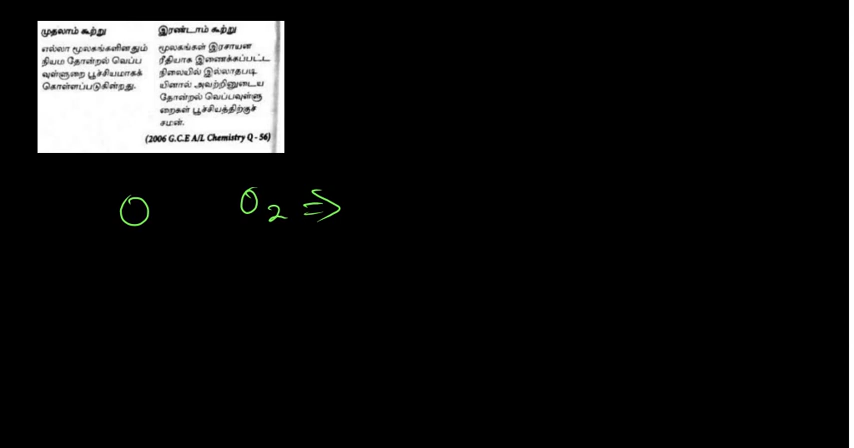 முதலாம் கூற்று
எல்லா மூலகங்களினதும்
நியம தோன்றல் வெப்ப
வுள்ளுறை பூச்சியமாகக்
கொள்ளப்படுகின்றது.
இரண்டாம் கூற்று
மூலகங்கள் இரசாயன
ரீதியாக இணைக்கப்பட்ட
நிலையில் இல்லாதபடி
யினால் அவற்றினுடைய
தோன்றல் வெப்பவுள்ளு
றைகள் பூச்சியத்திற்குச்
சமன்.
(2006 G.C.E A/L Chemistry Q - 56)
O O₂ ⇒